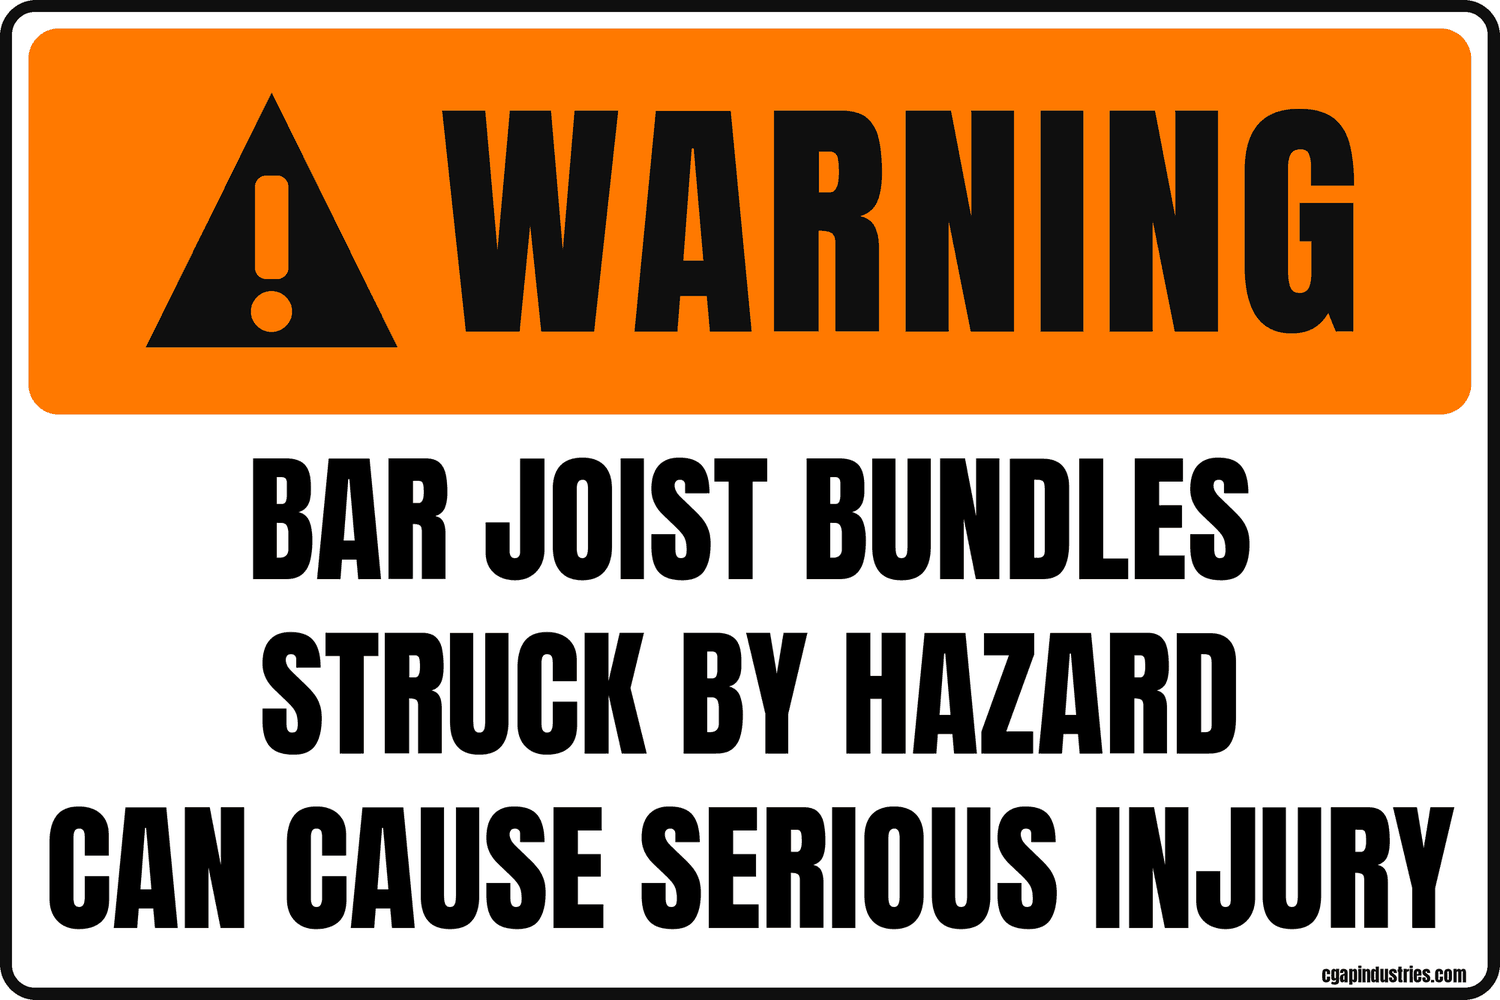 WARNING
BAR JOIST BUNDLES
STRUCK BY HAZARD
CAN CAUSE SERIOUS INJURY
cgapindustries.com